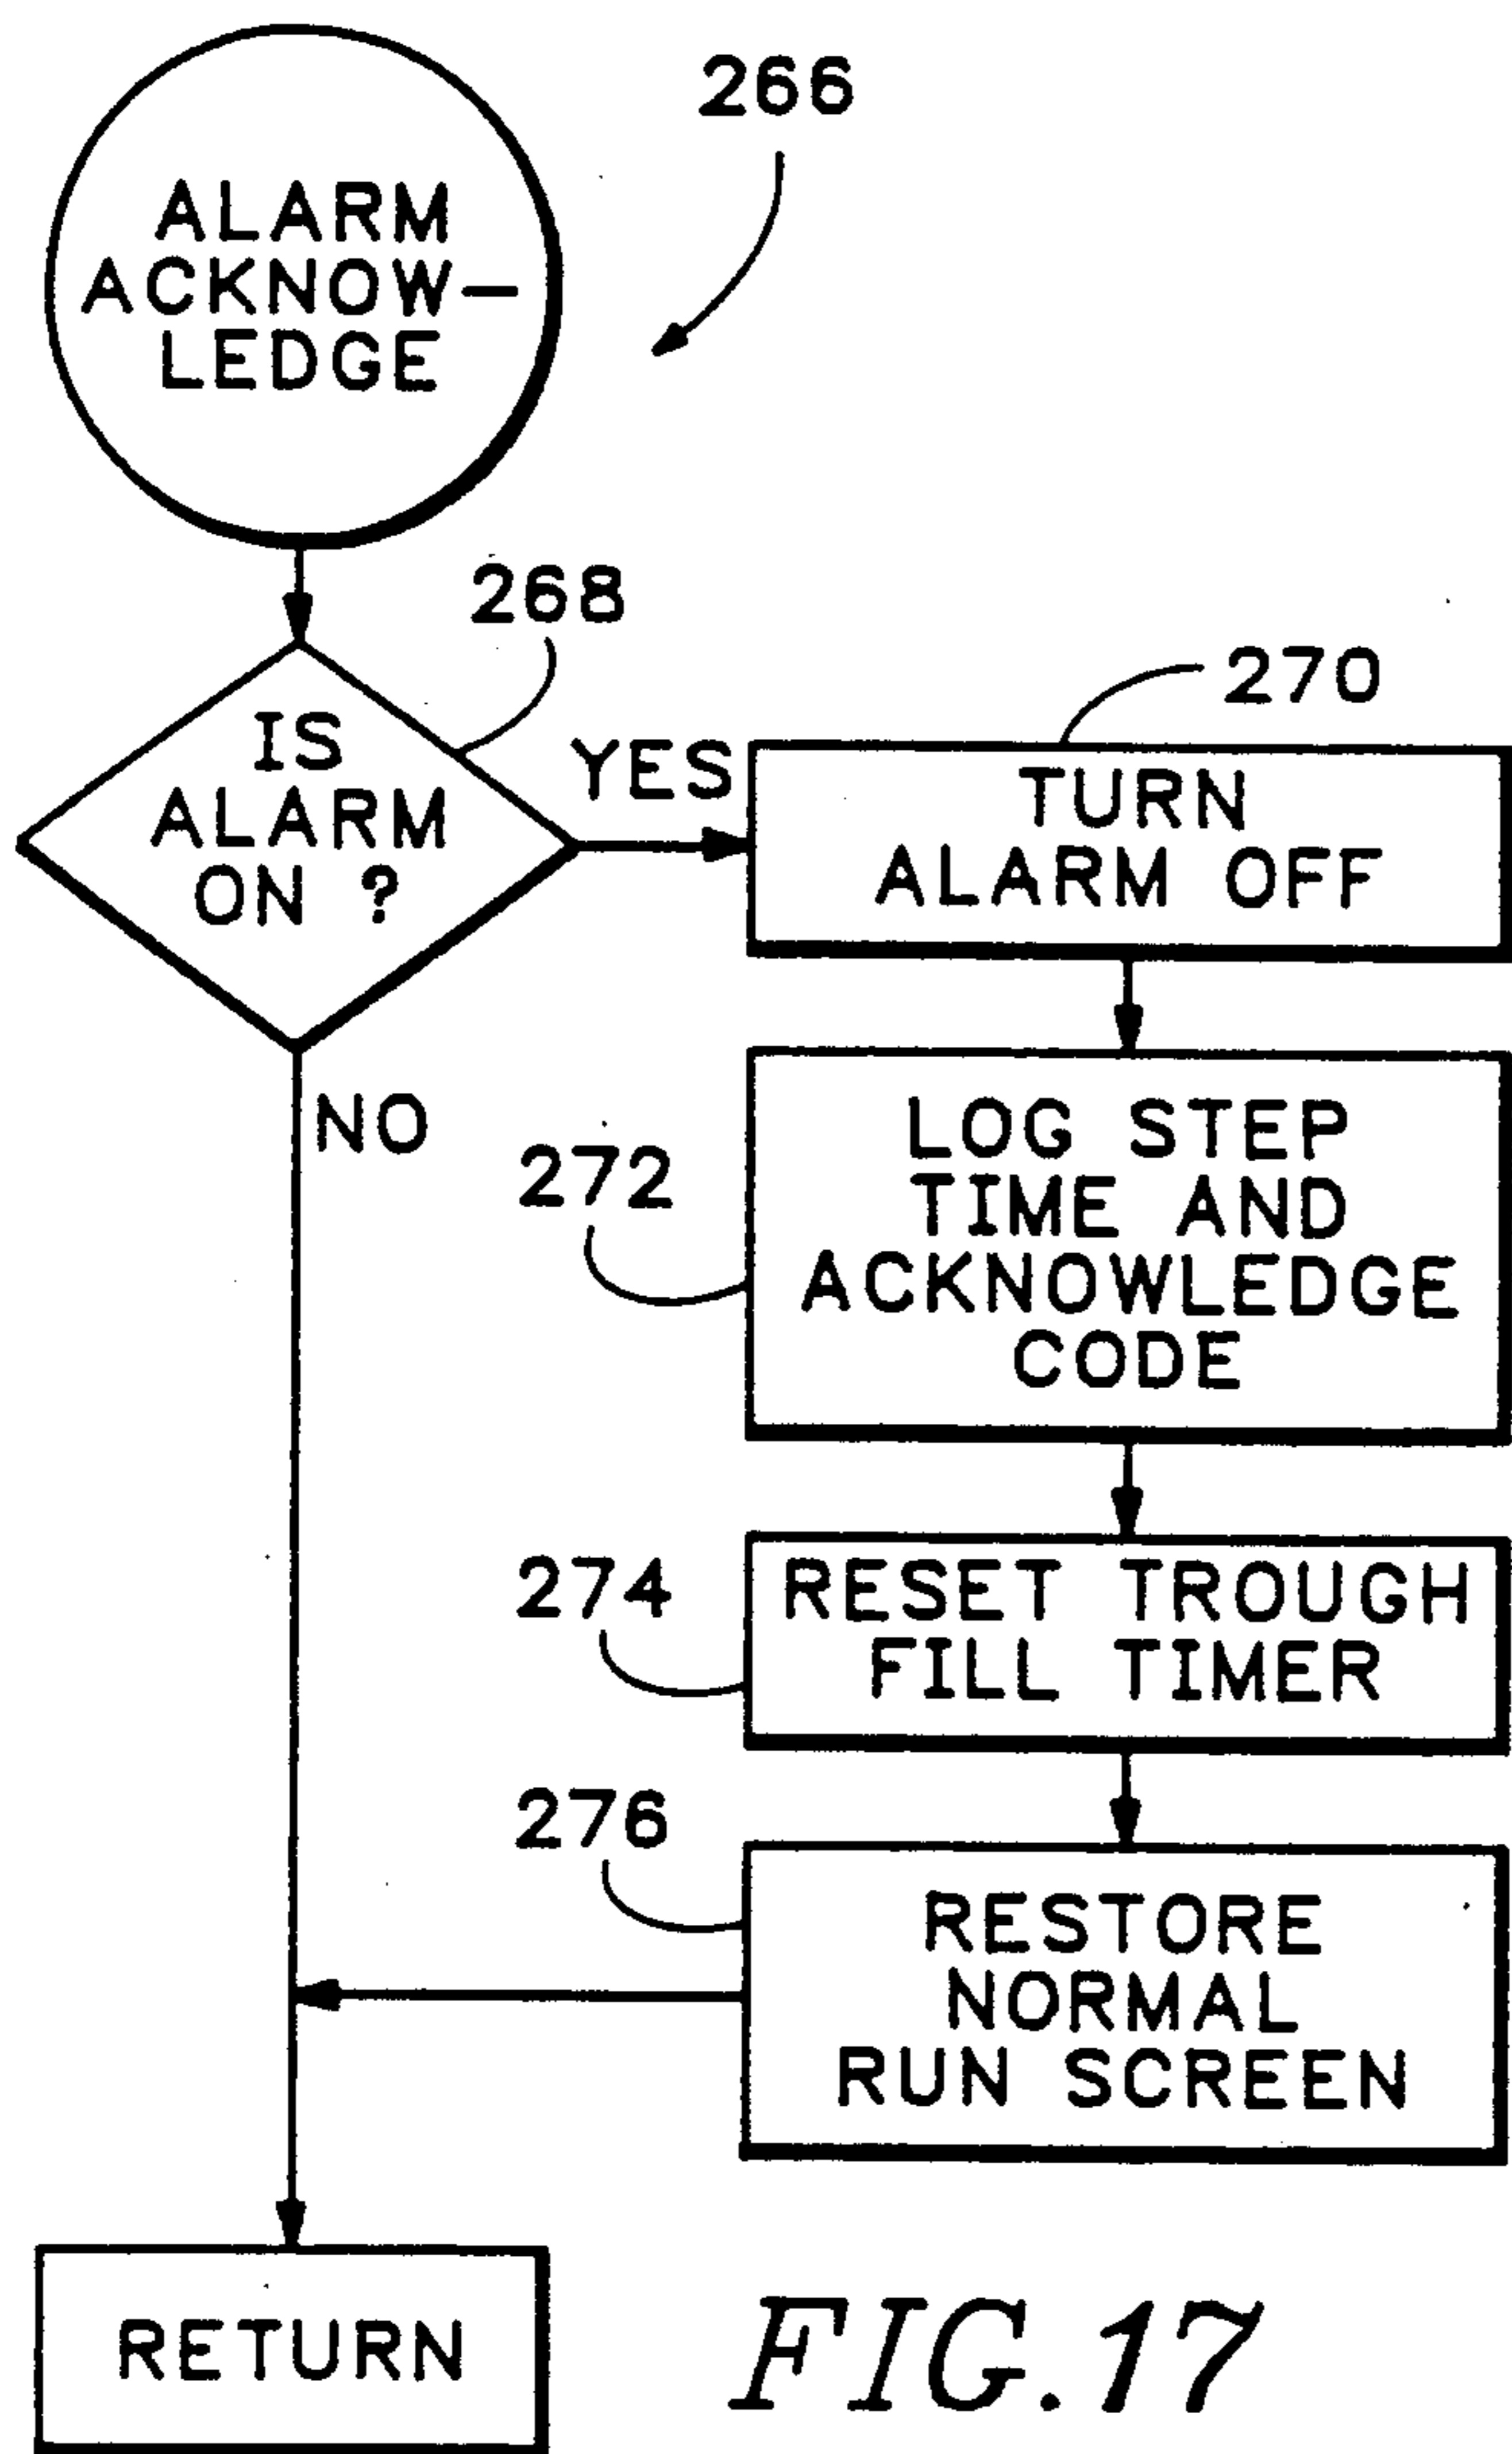 266
ALARM
ACKNOW-
LEDGE
268
IS
ALARM
ON ?
YES
NO
270
TURN
ALARM OFF
272
LOG STEP
TIME AND
ACKNOWLEDGE
CODE
274
RESET TROUGH
FILL TIMER
276
RESTORE
NORMAL
RUN SCREEN
RETURN
FIG.17